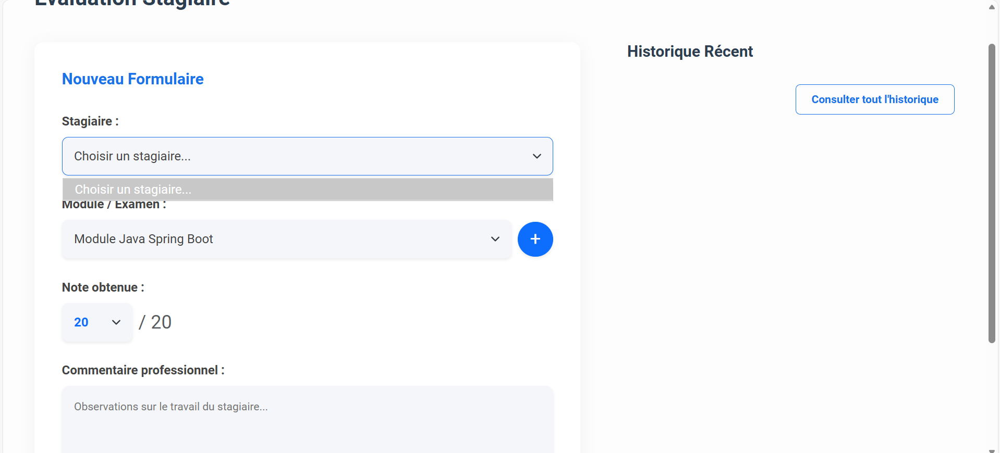 Evaluation Stagiaire
Nouveau Formulaire
Stagiaire :
Choisir un stagiaire...
Choisir un stagiaire...
Module / Examen :
Module Java Spring Boot
+
Note obtenue :
20
/ 20
Commentaire professionnel :
Observations sur le travail du stagiaire...
Historique Récent
Consulter tout l'historique